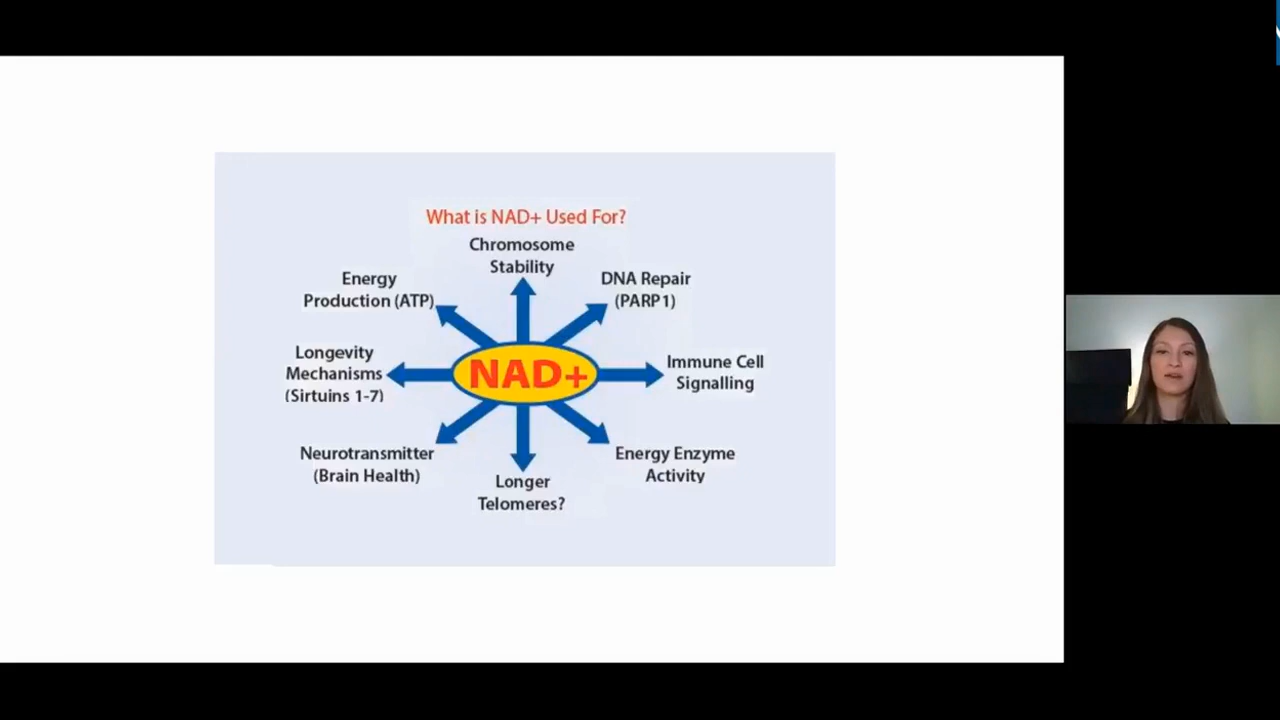 What is NAD+ Used For?
Chromosome
Stability
Energy
Production (ATP)
DNA Repair
(PARP1)
Longevity
Mechanisms
(Sirtuins 1-7)
NAD+
Immune Cell
Signalling
Neurotransmitter
(Brain Health)
Energy Enzyme
Activity
Longer
Telomeres?